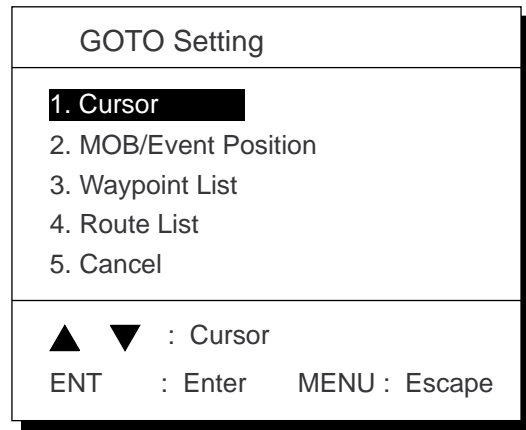 GOTO Setting
1. Cursor
2. MOB/Event Position
3. Waypoint List
4. Route List
5. Cancel
▲ ▼ : Cursor
ENT : Enter MENU : Escape